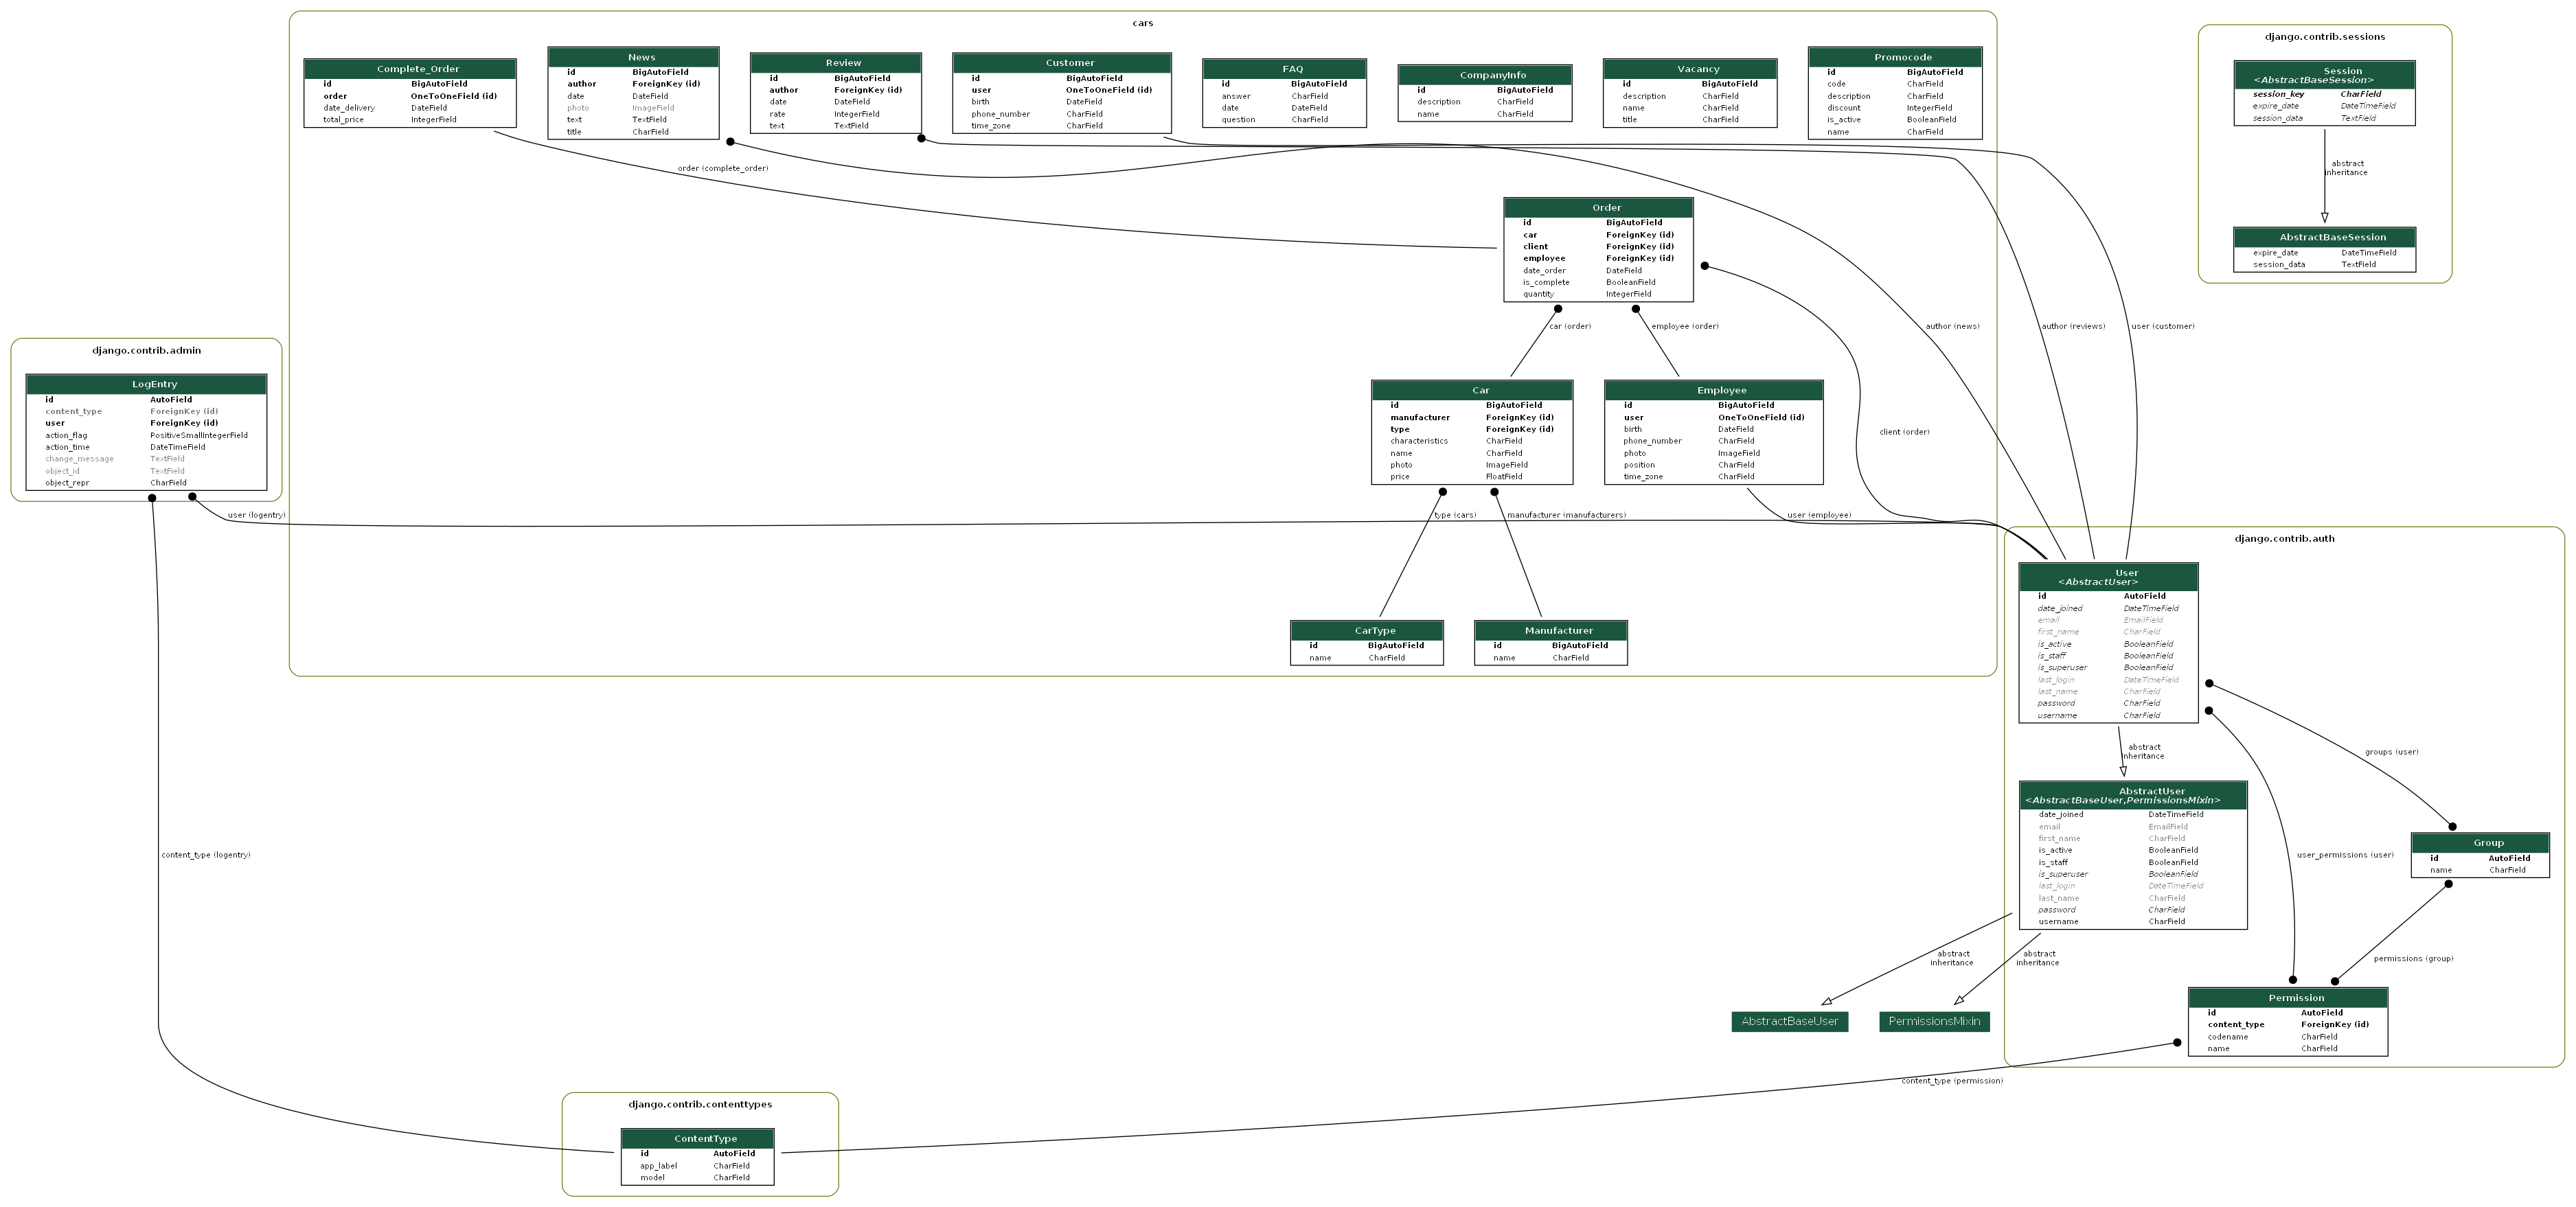 cars
Complete_Order
id BigAutoField
order OneToOneField (id)
date_delivery DateField
total_price IntegerField
News
id BigAutoField
author ForeignKey (id)
date DateField
photo ImageField
text TextField
title CharField
Review
id BigAutoField
author ForeignKey (id)
date DateField
rate IntegerField
text TextField
Customer
id BigAutoField
user OneToOneField (id)
birth DateField
phone_number CharField
time_zone CharField
FAQ
id BigAutoField
answer CharField
date DateField
question CharField
CompanyInfo
id BigAutoField
description CharField
name CharField
Vacancy
id BigAutoField
description CharField
name CharField
title CharField
Promocode
id BigAutoField
code CharField
description CharField
discount IntegerField
is_active BooleanField
name CharField
django.contrib.sessions
Session
<AbstractBaseSession>
session_key CharField
expire_date DateTimeField
session_data TextField
abstract
inheritance
AbstractBaseSession
expire_date DateTimeField
session_data TextField
order (complete_order)
Order
id BigAutoField
car ForeignKey (id)
client ForeignKey (id)
employee ForeignKey (id)
date_order DateField
is_complete BooleanField
quantity IntegerField
car (order)
employee (order)
author (news)
author (reviews)
user (customer)
django.contrib.admin
LogEntry
id AutoField
content_type ForeignKey (id)
user ForeignKey (id)
action_flag PositiveSmallIntegerField
action_time DateTimeField
change_message TextField
object_id TextField
object_repr CharField
Car
id BigAutoField
manufacturer ForeignKey (id)
type ForeignKey (id)
characteristics CharField
name CharField
photo ImageField
price FloatField
Employee
id BigAutoField
user OneToOneField (id)
birth DateField
phone_number CharField
photo ImageField
position CharField
time_zone CharField
client (order)
user (logentry)
type (cars)
manufacturer (manufacturers)
user (employee)
CarType
id BigAutoField
name CharField
Manufacturer
id BigAutoField
name CharField
django.contrib.auth
User
<AbstractUser>
id AutoField
date_joined DateTimeField
email EmailField
first_name CharField
is_active BooleanField
is_staff BooleanField
is_superuser BooleanField
last_login DateTimeField
last_name CharField
password CharField
username CharField
abstract
inheritance
groups (user)
AbstractUser
<AbstractBaseUser,PermissionsMixin>
date_joined DateTimeField
email EmailField
first_name CharField
is_active BooleanField
is_staff BooleanField
is_superuser BooleanField
last_login DateTimeField
last_name CharField
password CharField
username CharField
user_permissions (user)
Group
id AutoField
name CharField
content_type (logentry)
abstract
inheritance
abstract
inheritance
permissions (group)
AbstractBaseUser
PermissionsMixin
Permission
id AutoField
content_type ForeignKey (id)
codename CharField
name CharField
content_type (permission)
django.contrib.contenttypes
ContentType
id AutoField
app_label CharField
model CharField